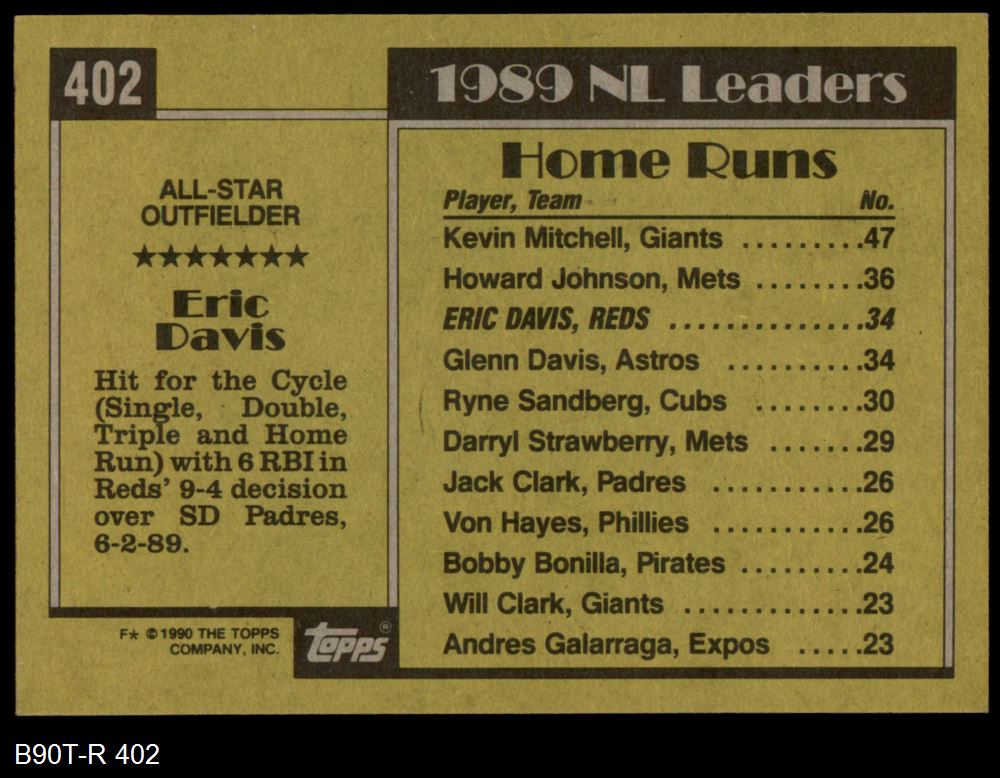 402
ALL-STAR
OUTFIELDER
★★★★★★★
Eric
Davis
Hit for the Cycle
(Single, Double,
Triple and Home
Run) with 6 RBI in
Reds' 9-4 decision
over SD Padres,
6-2-89.
F★ © 1990 THE TOPPS
COMPANY, INC.
topps®
1989 NL Leaders
Home Runs
Player, Team No.
Kevin Mitchell, Giants .........47
Howard Johnson, Mets ........36
ERIC DAVIS, REDS ..............34
Glenn Davis, Astros ..........34
Ryne Sandberg, Cubs ........30
Darryl Strawberry, Mets .......29
Jack Clark, Padres ...........26
Von Hayes, Phillies ...........26
Bobby Bonilla, Pirates .........24
Will Clark, Giants .............23
Andres Galarraga, Expos .....23
B90T-R 402